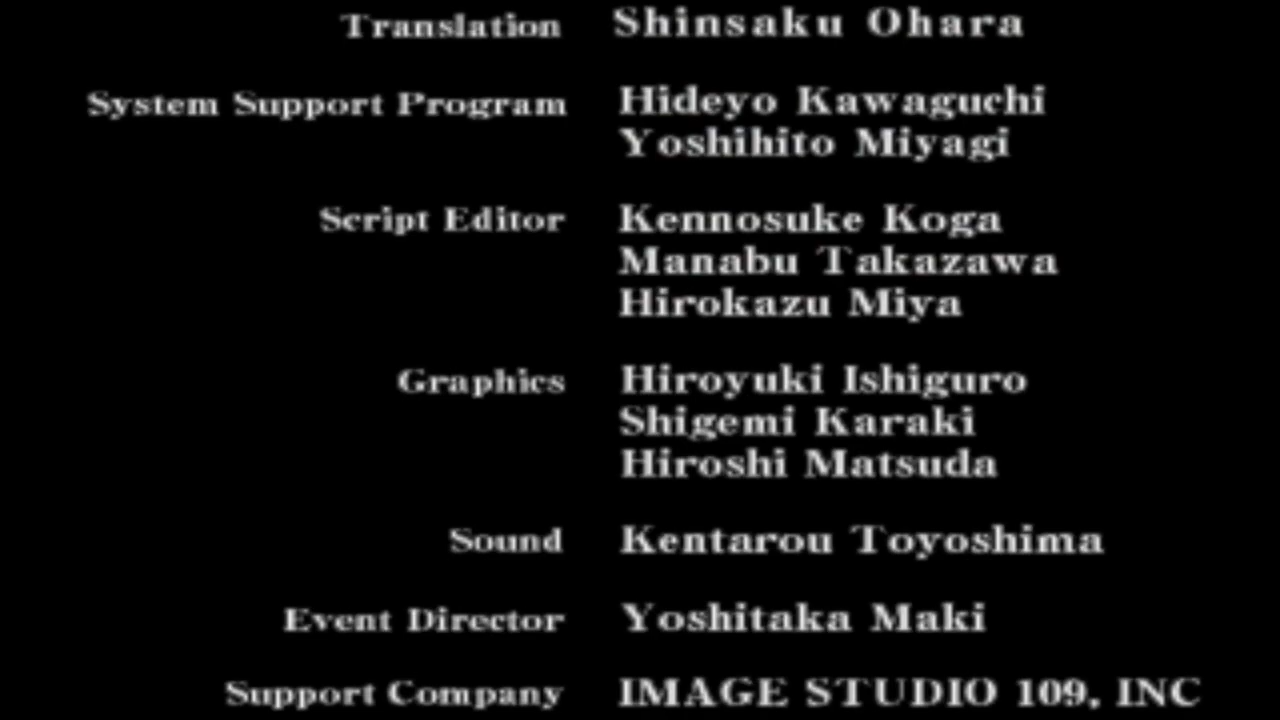 Translation Shinsaku Ohara
System Support Program Hideyo Kawaguchi
Yoshihito Miyagi
Script Editor Kennosuke Koga
Manabu Takazawa
Hirokazu Miya
Graphics Hiroyuki Ishiguro
Shigemi Karaki
Hiroshi Matsuda
Sound Kentarou Toyoshima
Event Director Yoshitaka Maki
Support Company IMAGE STUDIO 109, INC